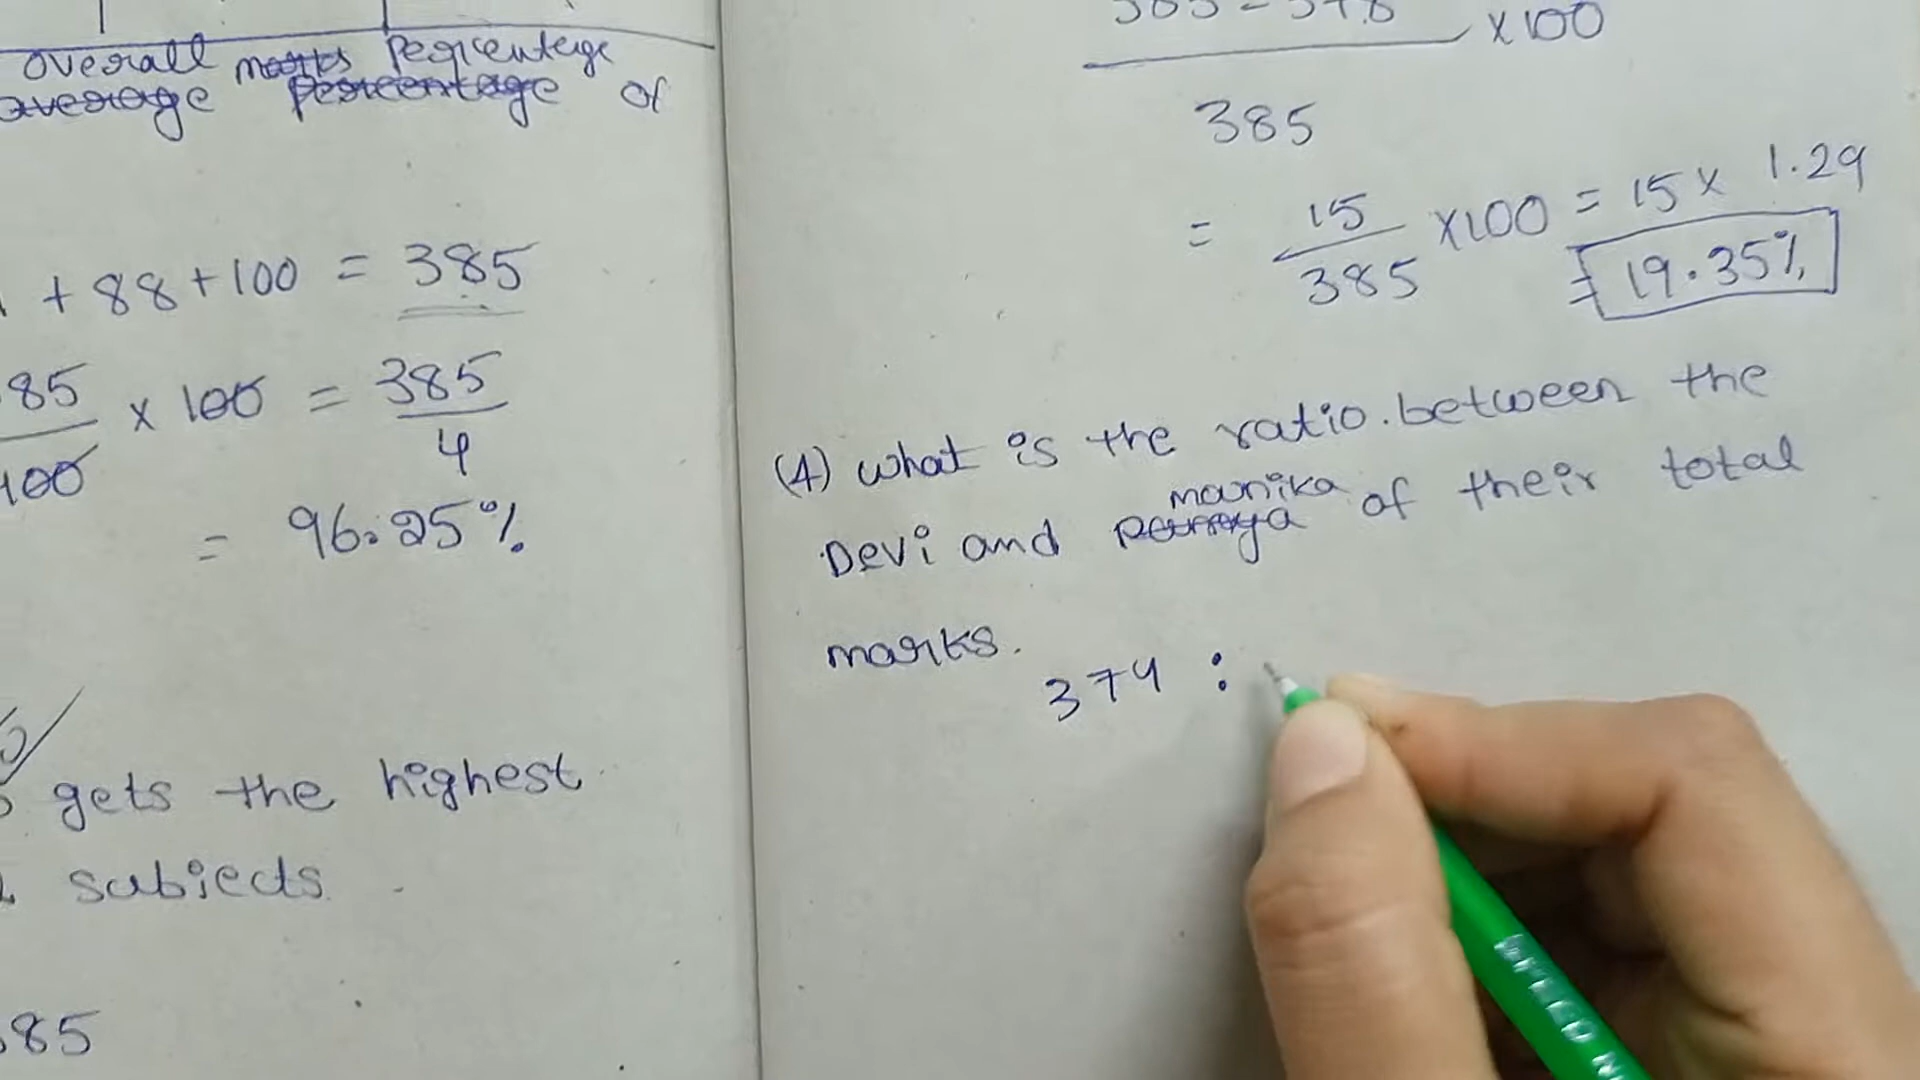 overall marks Percentage
average Percentage of
+ 88 + 100 = 385
85 × 100 = 385
100 4
= 96.25%
gets the highest
subjects
85
× 100
385
= 15 × 100 = 15 × 1.29
385 = 19.35%
(4) what is the ratio.between the
manika
Devi and of their total
marks.
374 :